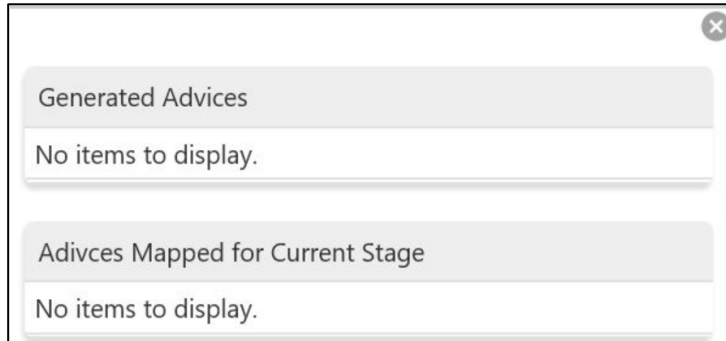 Generated Advices
No items to display.
Adivces Mapped for Current Stage
No items to display.